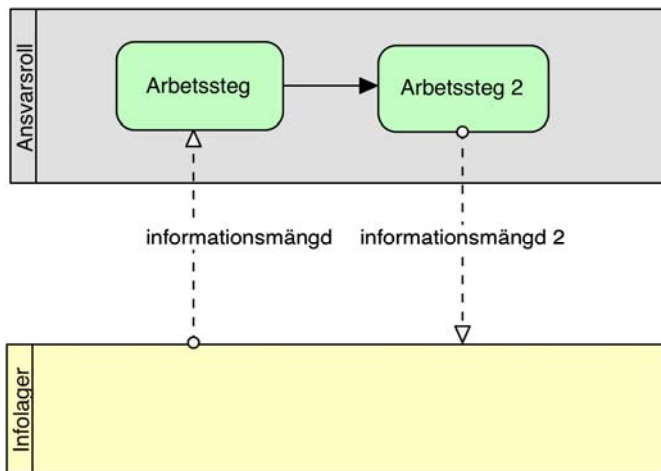 Ansvarsroll
Arbetssteg
Arbetssteg 2
informationsmängd
informationsmängd 2
Infolager